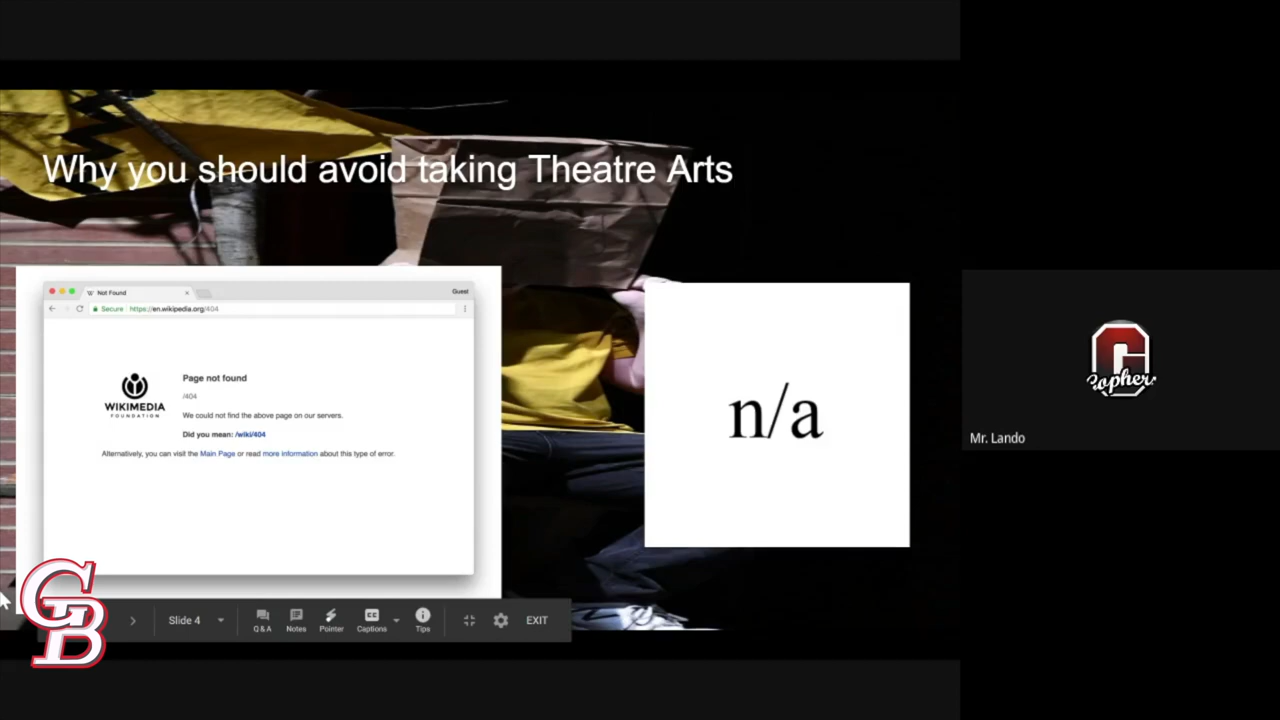 Why you should avoid taking Theatre Arts
Not Found
Guest
Secure
https://en.wikipedia.org/404
Page not found
/404
We could not find the above page on our servers.
WIKIMEDIA
FOUNDATION
Did you mean: /wiki/404
Alternatively, you can visit the Main Page or read more information about this type of error.
n/a
C
Gophers
Mr. Lando
GB
Slide 4
Q & A
Notes
Pointer
CC
Captions
Tips
EXIT